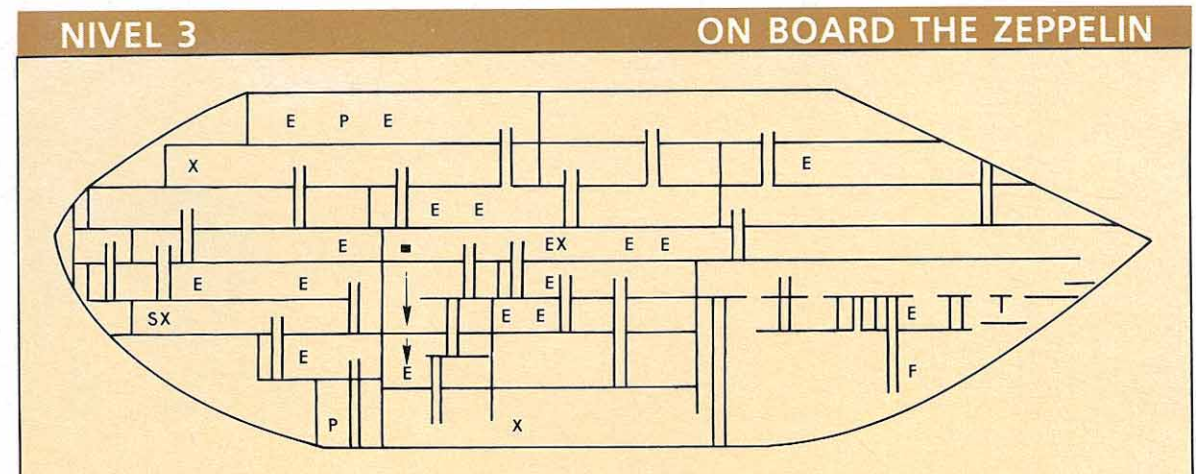 NIVEL 3 ON BOARD THE ZEPPELIN
E P E
X E
E E
E EX E E
E E E
SX E E E T
E E F
P X